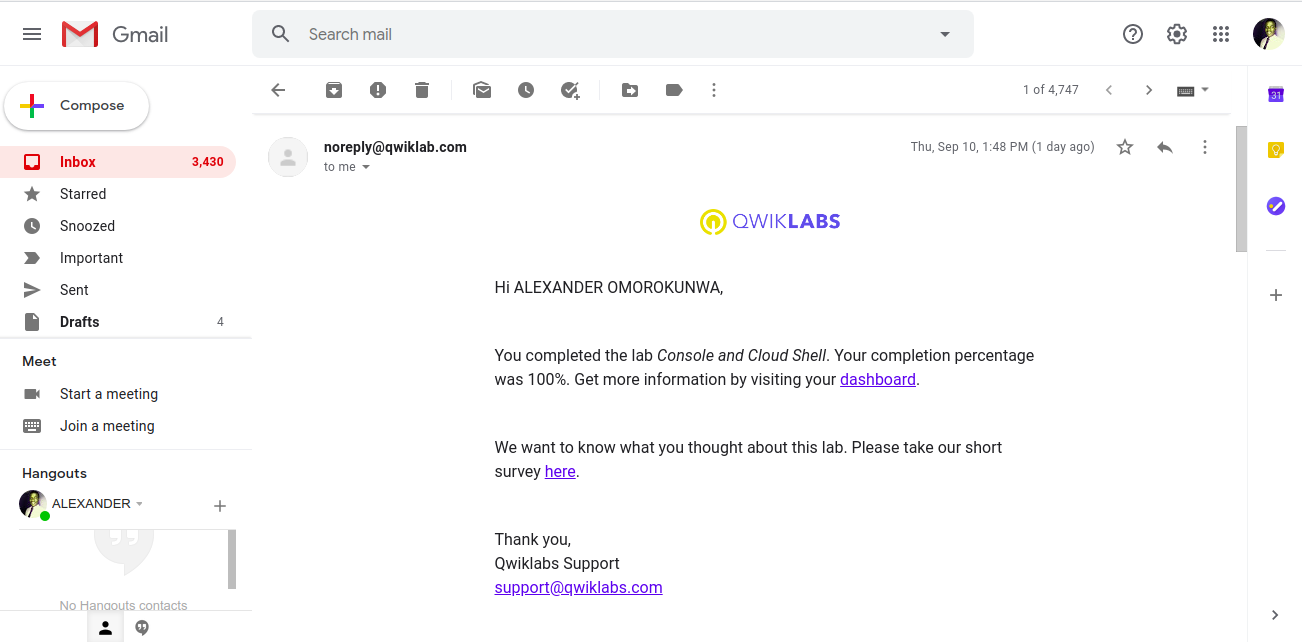 Gmail
Search mail
Compose
1 of 4,747
31
Inbox 3,430
Starred
Snoozed
Important
Sent
Drafts 4
Meet
Start a meeting
Join a meeting
Hangouts
ALEXANDER
No Hangouts contacts
noreply@qwiklab.com
to me
Thu, Sep 10, 1:48 PM (1 day ago)
QWIKLABS
Hi ALEXANDER OMOROKUNWA,
You completed the lab Console and Cloud Shell. Your completion percentage
was 100%. Get more information by visiting your dashboard.
We want to know what you thought about this lab. Please take our short
survey here.
Thank you,
Qwiklabs Support
support@qwiklabs.com